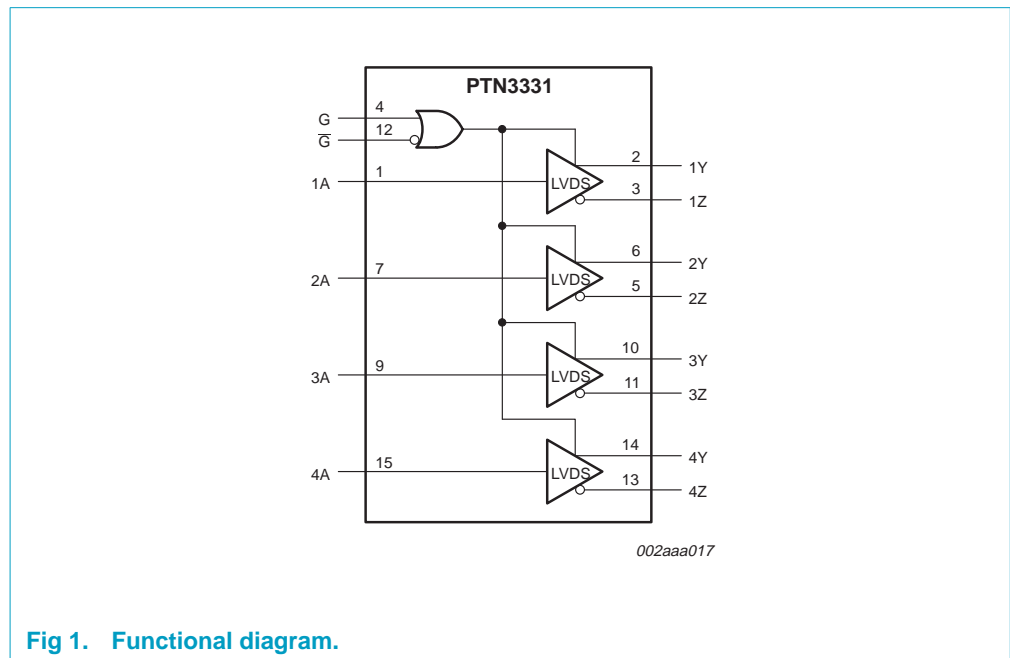 PTN3331
G 4
G̅ 12
1A 1
LVDS
2 1Y
3 1Z
2A 7
LVDS
6 2Y
5 2Z
3A 9
LVDS
10 3Y
11 3Z
4A 15
LVDS
14 4Y
13 4Z
002aaa017
Fig 1. Functional diagram.